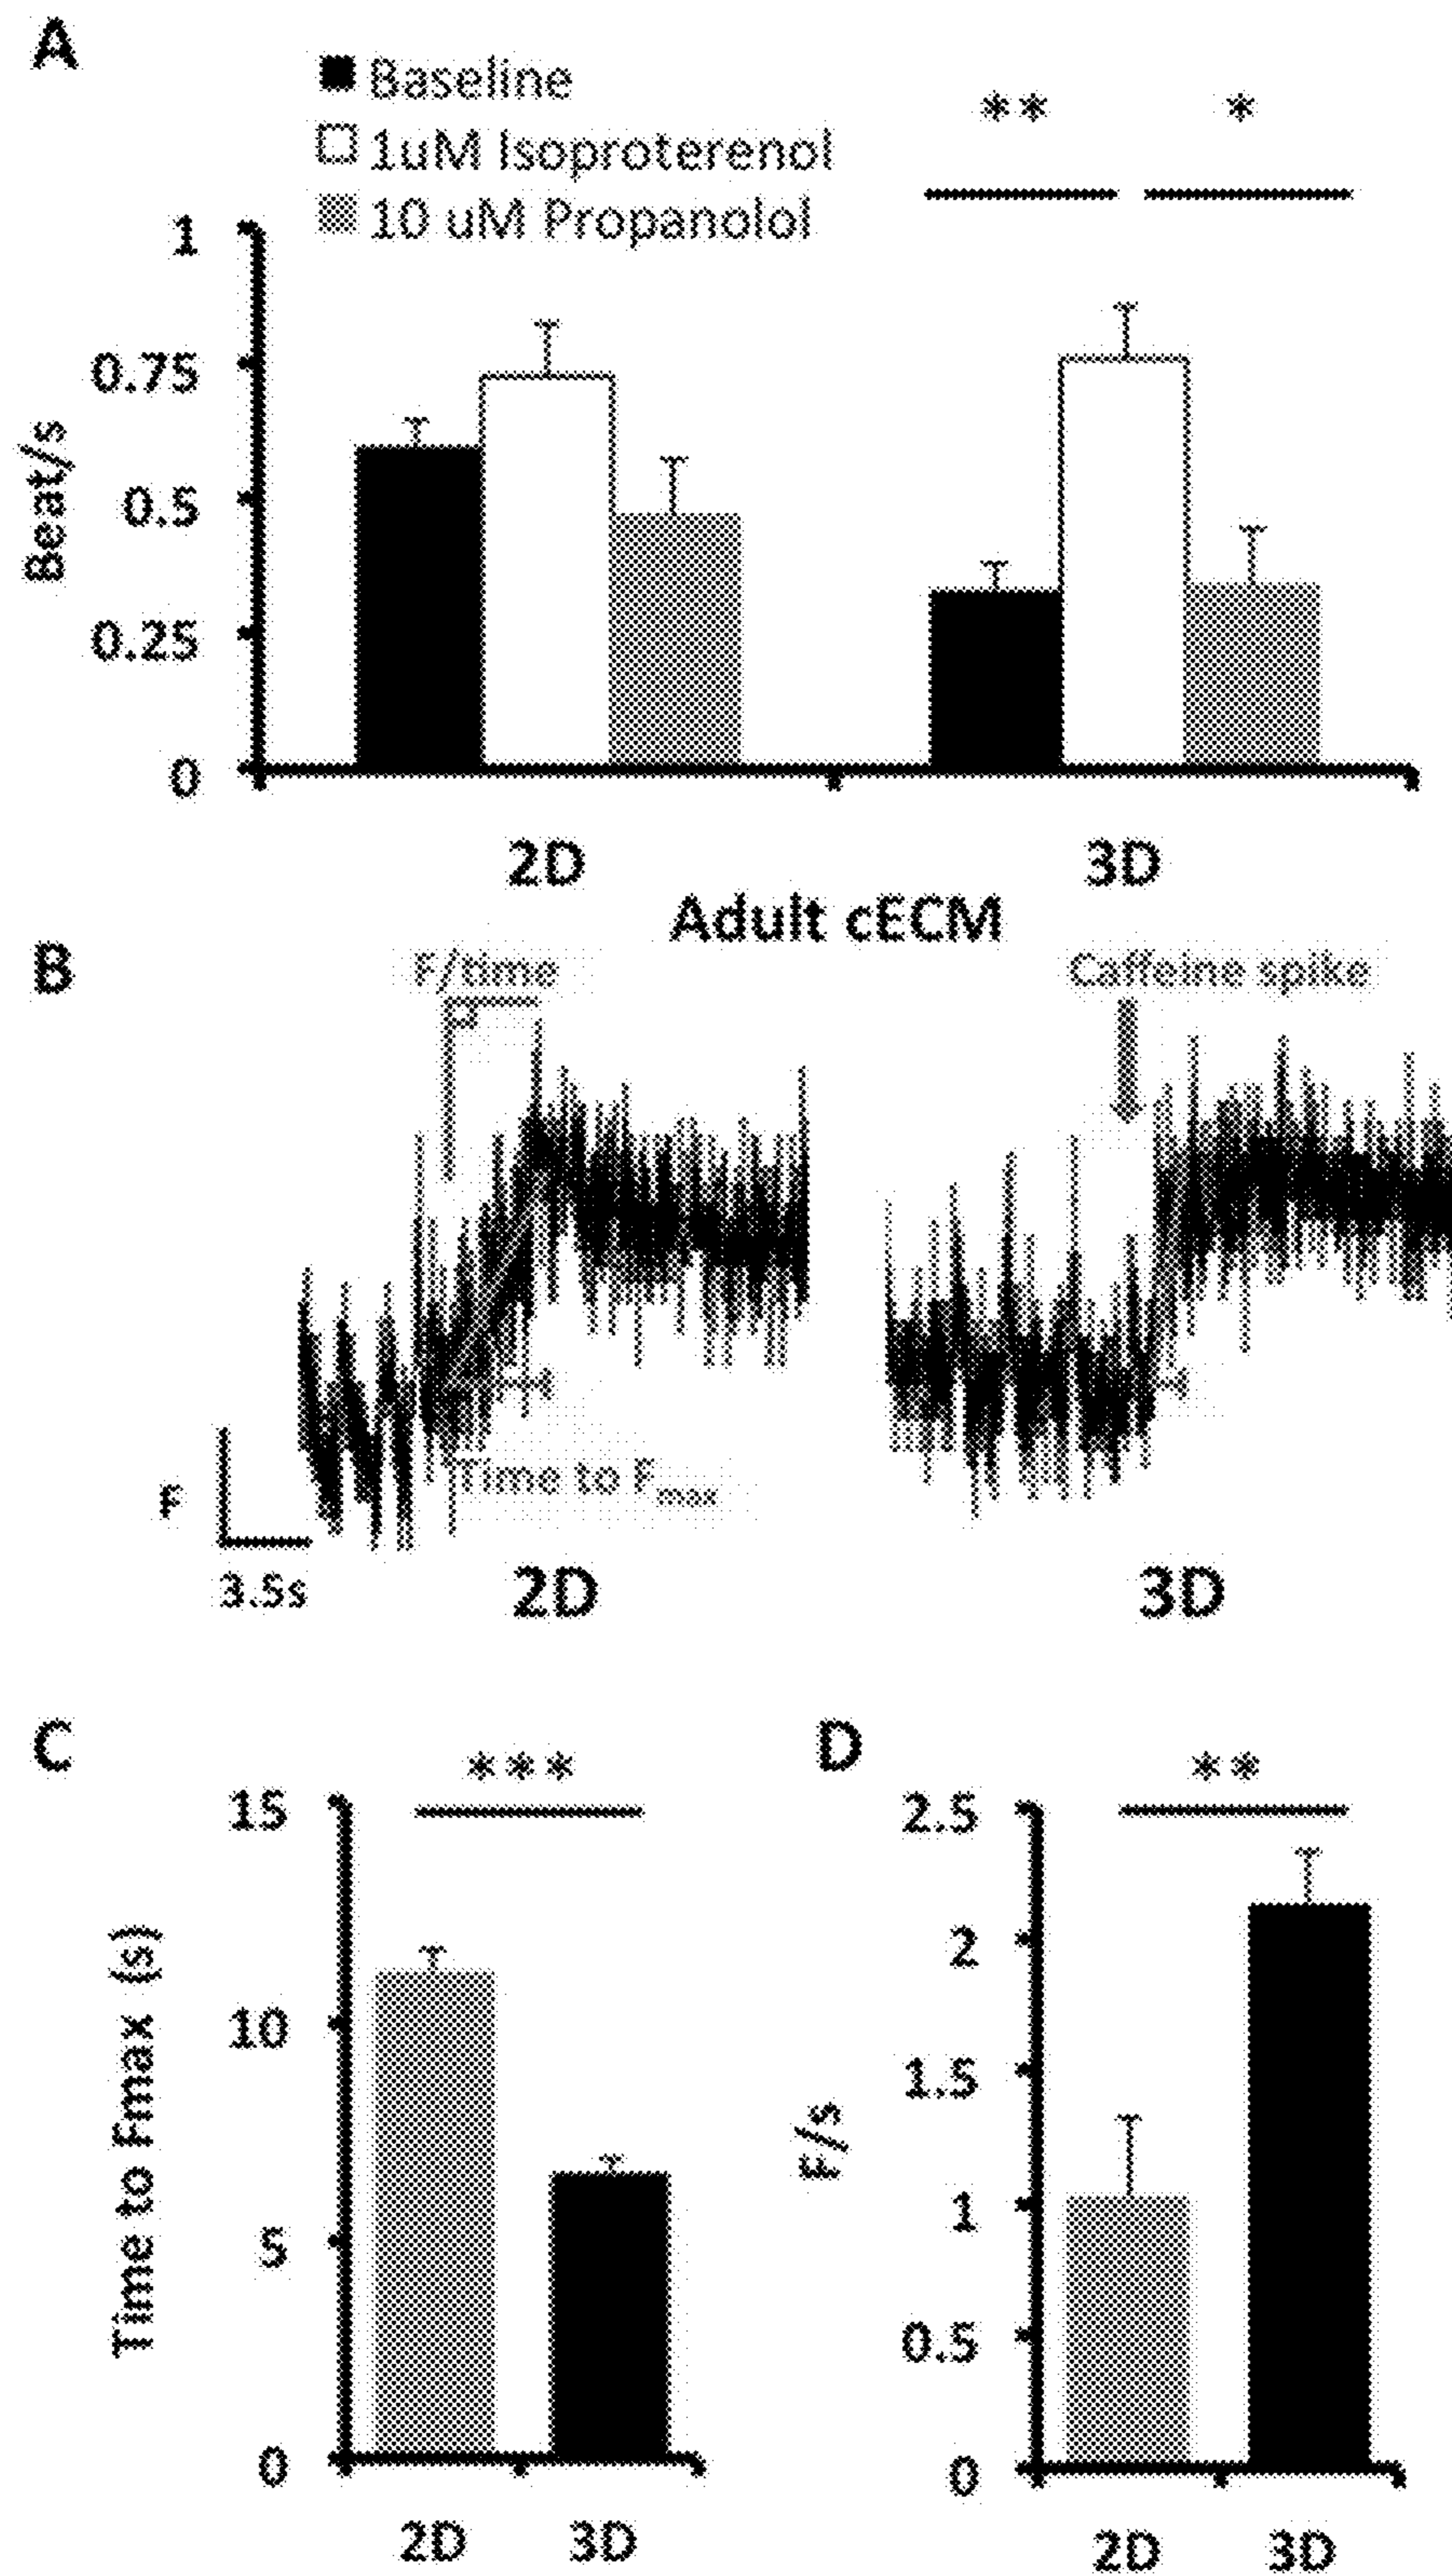 A
Baseline
1uM Isoproterenol
10 uM Propanolol
** *
1
0.75
0.5
0.25
0
Beat/s
2D 3D
Adult cECM
B
F/time
Caffeine spike
Time to Fmax
F
3.5s
2D 3D
C
***
15
10
5
0
Time to Fmax (s)
2D 3D
D
**
2.5
2
1.5
1
0.5
0
F/s
2D 3D